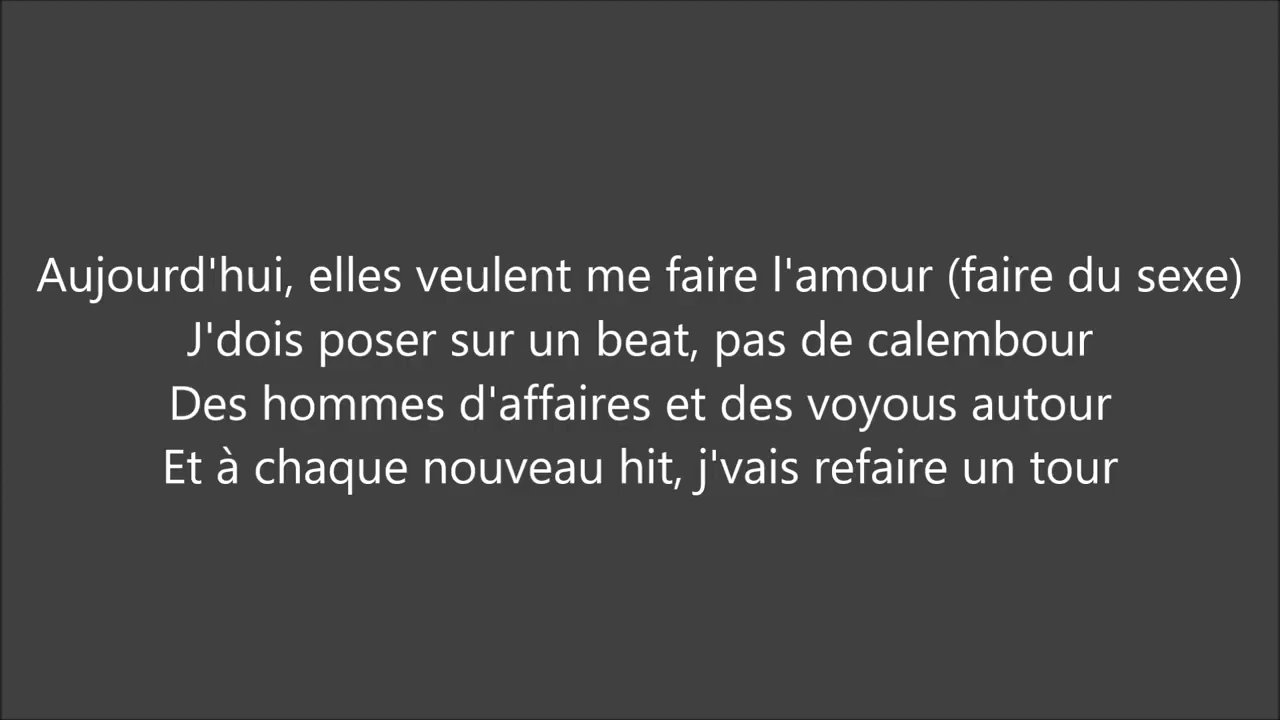 Aujourd'hui, elles veulent me faire l'amour (faire du sexe)
J'dois poser sur un beat, pas de calembour
Des hommes d'affaires et des voyous autour
Et à chaque nouveau hit, j'vais refaire un tour